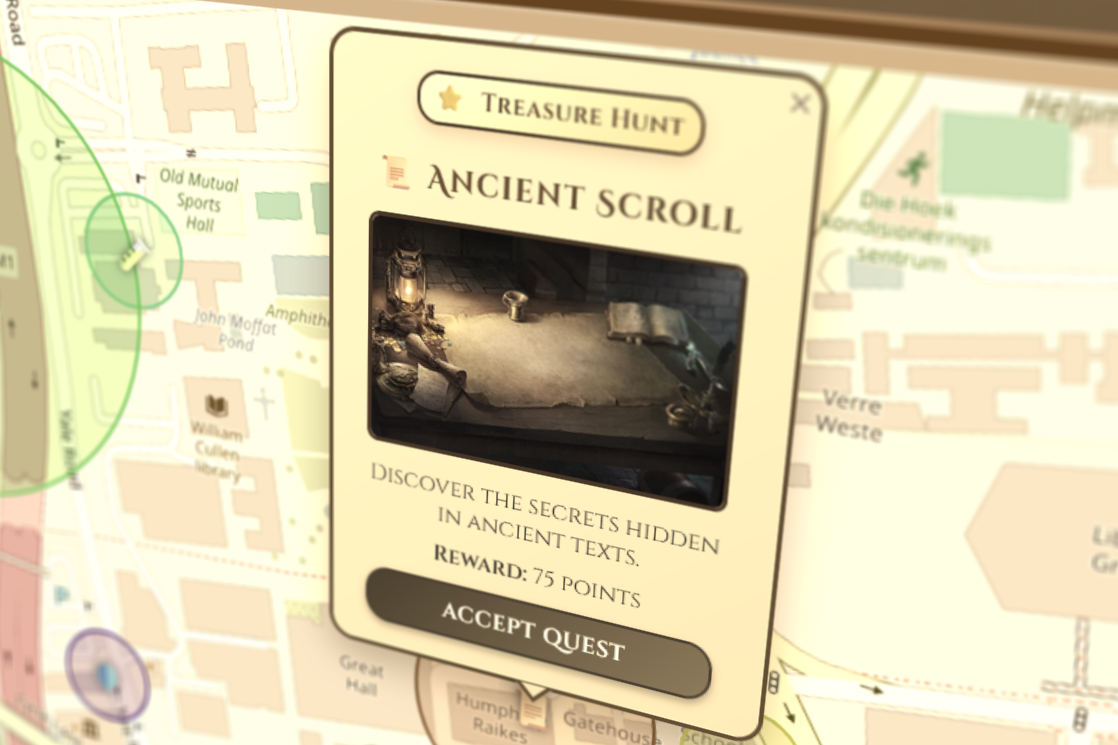 Road
Treasure Hunt
Ancient Scroll
Discover the secrets hidden
in ancient texts.
Reward: 75 points
Accept Quest
Old Mutual
Sports
Hall
M1
John Moffat
Pond
William
Cullen
library
Great
Hall
Humph
Raikes
Gatehouse
Die Hoek
Kondisionerings
sentrum
Verre
Weste